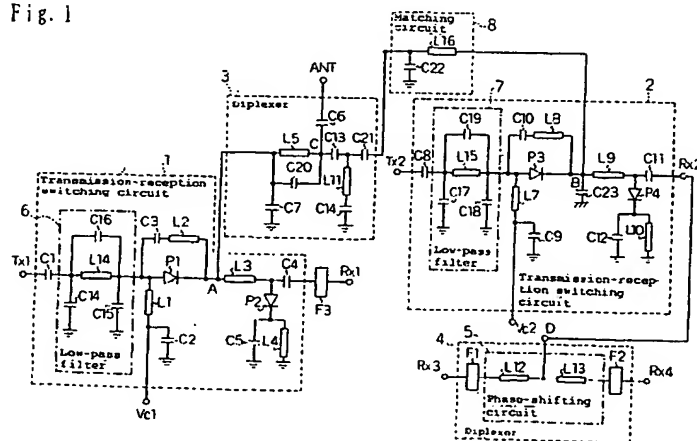 Fig. 1
Matching circuit
8
L16
C22
ANT
3
Diplexer
C6
L5
C
C13
C21
C20
L11
C7
C14
7
2
C19
C10
L8
Tx2
C8
L15
P3
L9
C11
Rx2
B
C17
C18
L7
C23
P4
C9
C12
L10
Low-pass filter
Transmission-reception switching circuit
Vc2
D
1
Transmission-reception switching circuit
6
C16
C3
L2
Tx1
C1
L14
P1
A
L3
C4
Rx1
F3
C14
C15
L1
P2
C2
C5
L4
Low-pass filter
Vc1
4
5
F1
F2
Rx3
L12
L13
Rx4
Phaso-shifting circuit
Diplexer